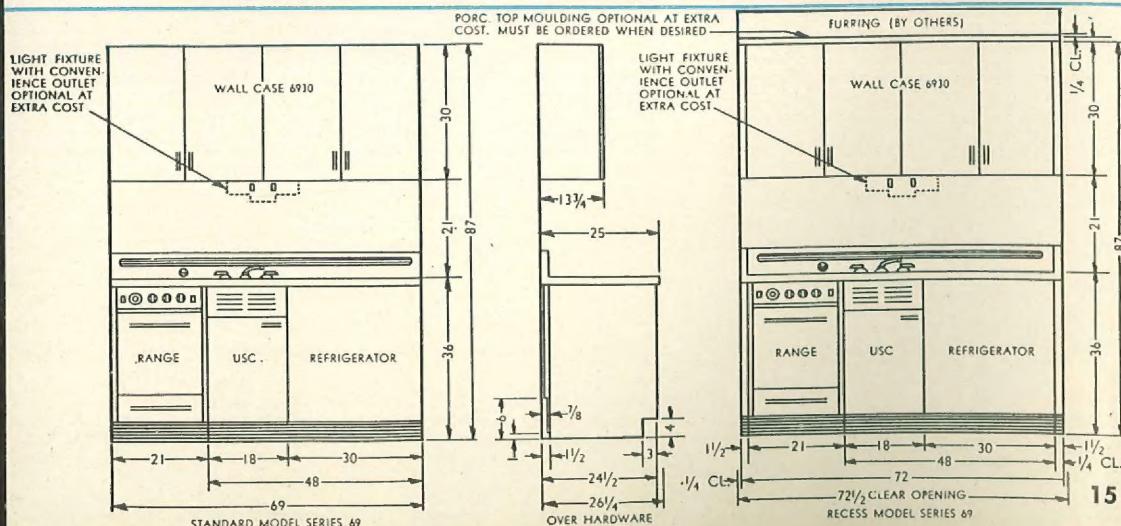 PORC. TOP MOULDING OPTIONAL AT EXTRA
COST. MUST BE ORDERED WHEN DESIRED
LIGHT FIXTURE
WITH CONVEN-
IENCE OUTLET
OPTIONAL AT
EXTRA COST
WALL CASE 6930
30
21
87
36
RANGE
USC
REFRIGERATOR
21
18
30
48
69
STANDARD MODEL SERIES 69
13 3/4
25
7/8
6
1
1 1/2
4
3
24 1/2
26 1/4
OVER HARDWARE
FURRING (BY OTHERS)
LIGHT FIXTURE
WITH CONVEN-
IENCE OUTLET
OPTIONAL AT
EXTRA COST
WALL CASE 6930
1/4 CL.
30
21
87
36
RANGE
USC
REFRIGERATOR
1 1/2
21
18
30
1 1/2
48
1/4 CL.
1/4 CL.
72
72 1/2 CLEAR OPENING
RECESS MODEL SERIES 69
15